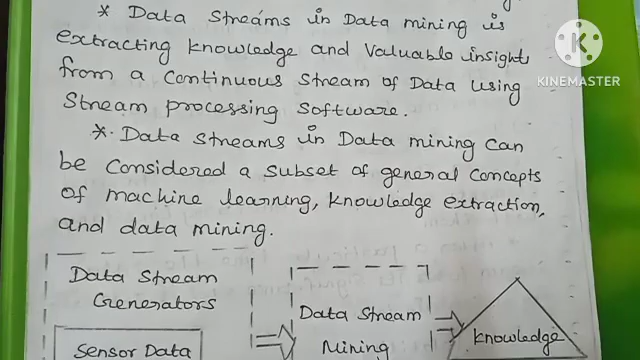 * Data Streams in Data mining is
extracting knowledge and valuable insights
from a continuous stream of Data using
Stream processing software.
* Data streams in Data mining can
be considered a subset of general concepts
of machine learning, knowledge extraction,
and data mining.
Data Stream
Generators
Sensor Data
Data Stream
Mining
Knowledge
KINEMASTER